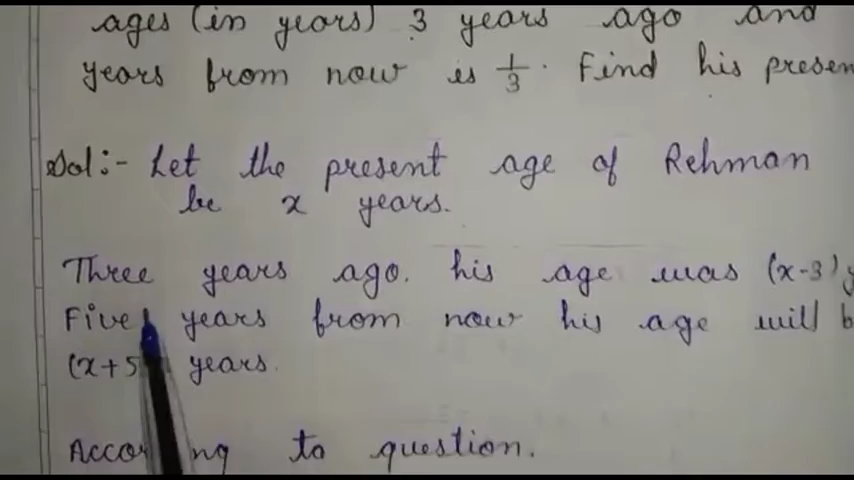 ages (in years) 3 years ago and
years from now is 1/3. Find his presen
Sol:- Let the present age of Rehman
be x years.
Three years ago. his age was (x-3) y
Five years from now his age will b
(x+5 years.
According to question.